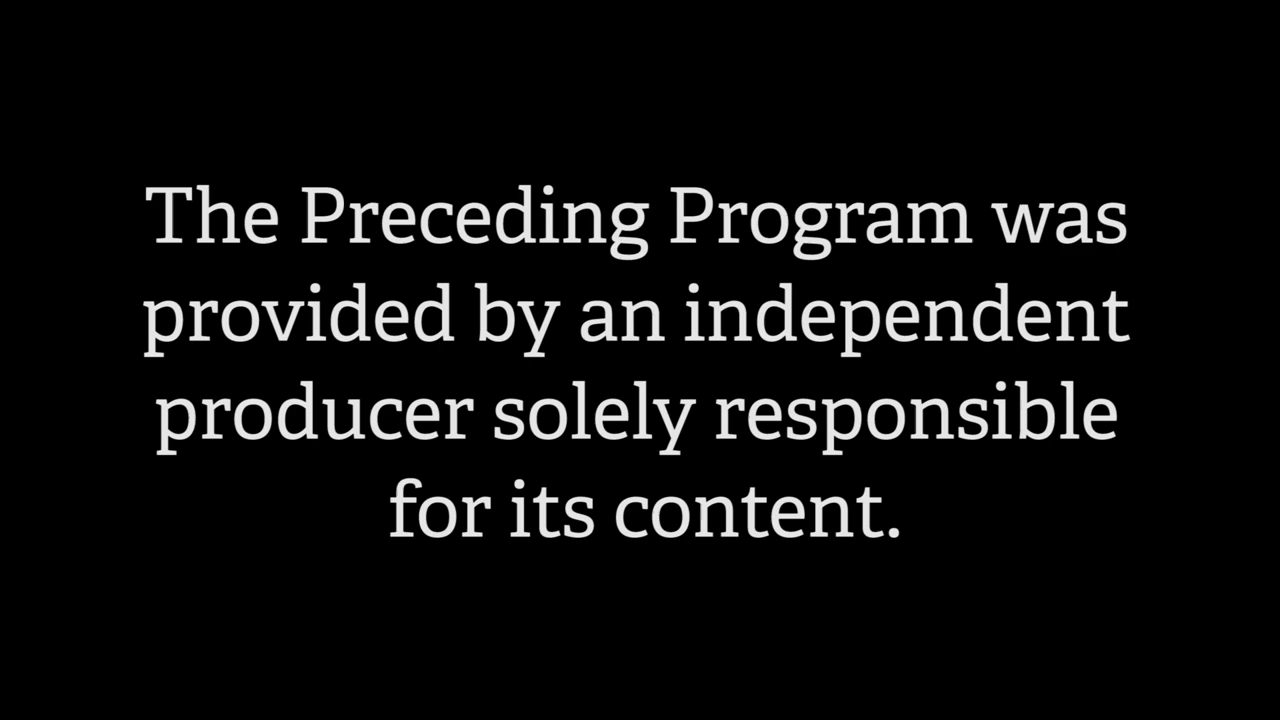 The Preceding Program was
provided by an independent
producer solely responsible
for its content.